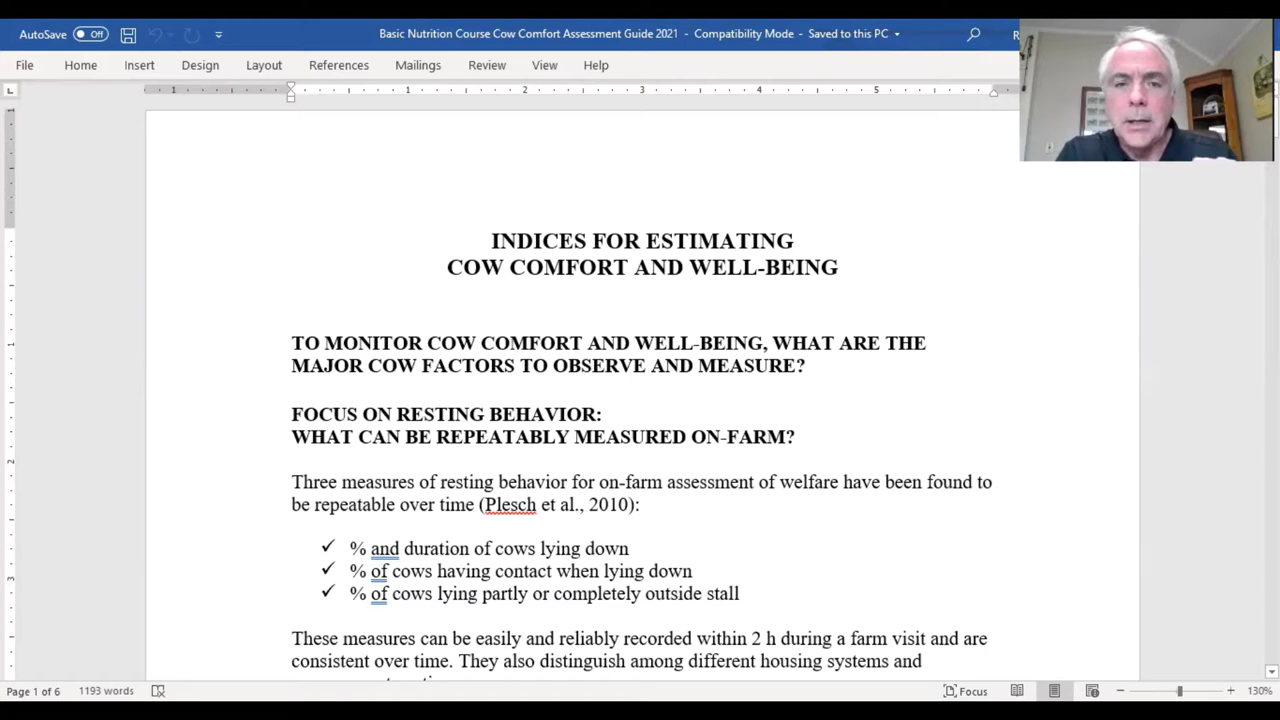 AutoSave Off Basic Nutrition Course Cow Comfort Assessment Guide 2021 - Compatibility Mode - Saved to this PC R
File Home Insert Design Layout References Mailings Review View Help
1 1 2 3 4 5
INDICES FOR ESTIMATING
COW COMFORT AND WELL-BEING
TO MONITOR COW COMFORT AND WELL-BEING, WHAT ARE THE
MAJOR COW FACTORS TO OBSERVE AND MEASURE?
FOCUS ON RESTING BEHAVIOR:
WHAT CAN BE REPEATABLY MEASURED ON-FARM?
Three measures of resting behavior for on-farm assessment of welfare have been found to
be repeatable over time (Plesch et al., 2010):
✓ % and duration of cows lying down
✓ % of cows having contact when lying down
✓ % of cows lying partly or completely outside stall
These measures can be easily and reliably recorded within 2 h during a farm visit and are
consistent over time. They also distinguish among different housing systems and
Page 1 of 6 1193 words Focus 130%